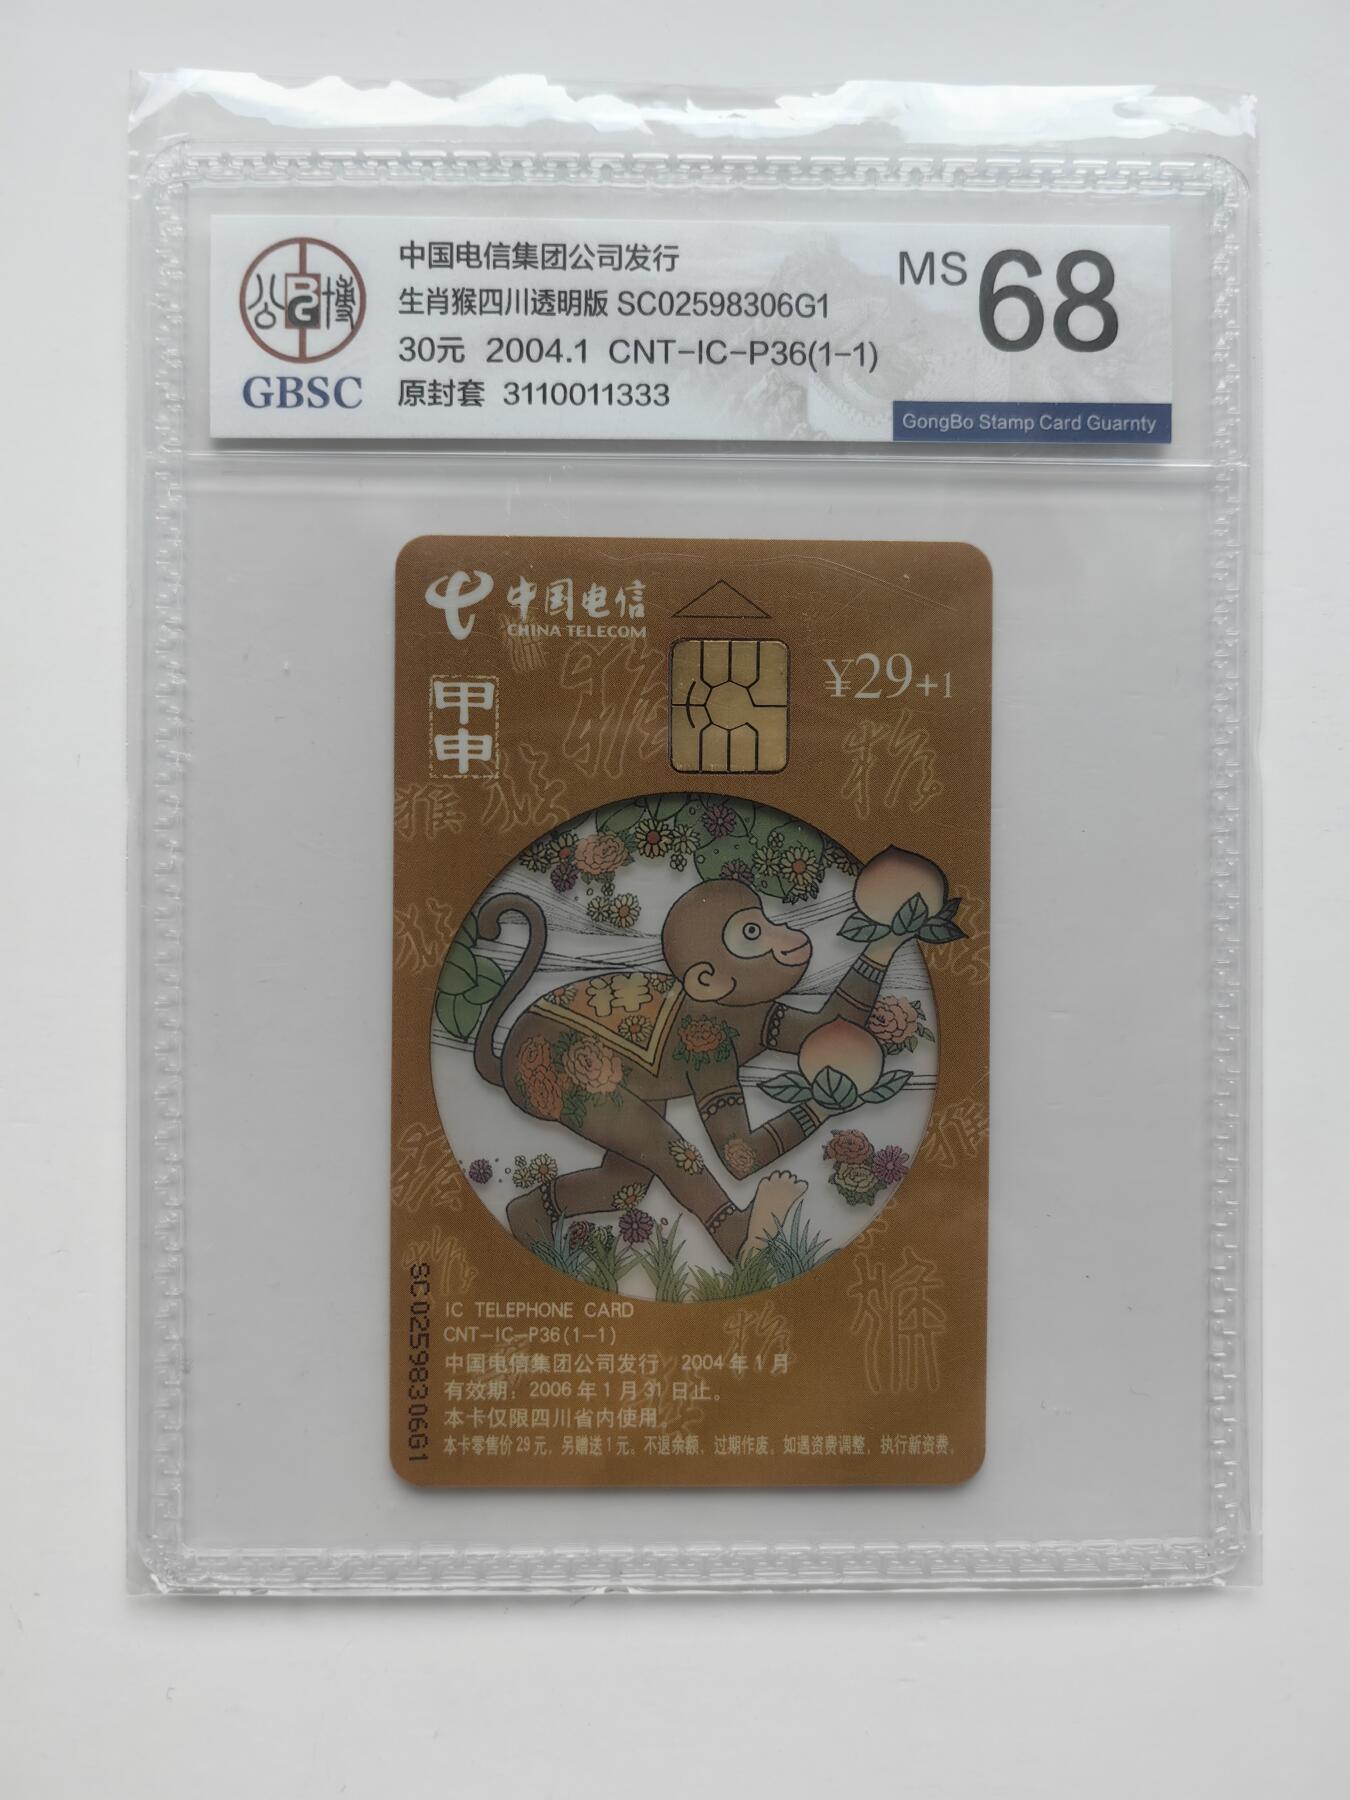 中国电信集团公司发行
生肖猴四川透明版 SC02598306G1
30元 2004.1 CNT-IC-P36(1-1)
原封套 3110011333
MS 68
公 BG 博
GBSC
GongBo Stamp Card Guarnty
中国电信
CHINA TELECOM
¥29+1
甲申
猴
祥
IC TELEPHONE CARD
CNT-IC-P36(1-1)
中国电信集团公司发行 2004年1月
有效期：2006年1月31日止。
本卡仅限四川省内使用。
本卡零售价29元，另赠送1元。不退余额，过期作废。如遇资费调整，执行新资费。
SC02598306G1